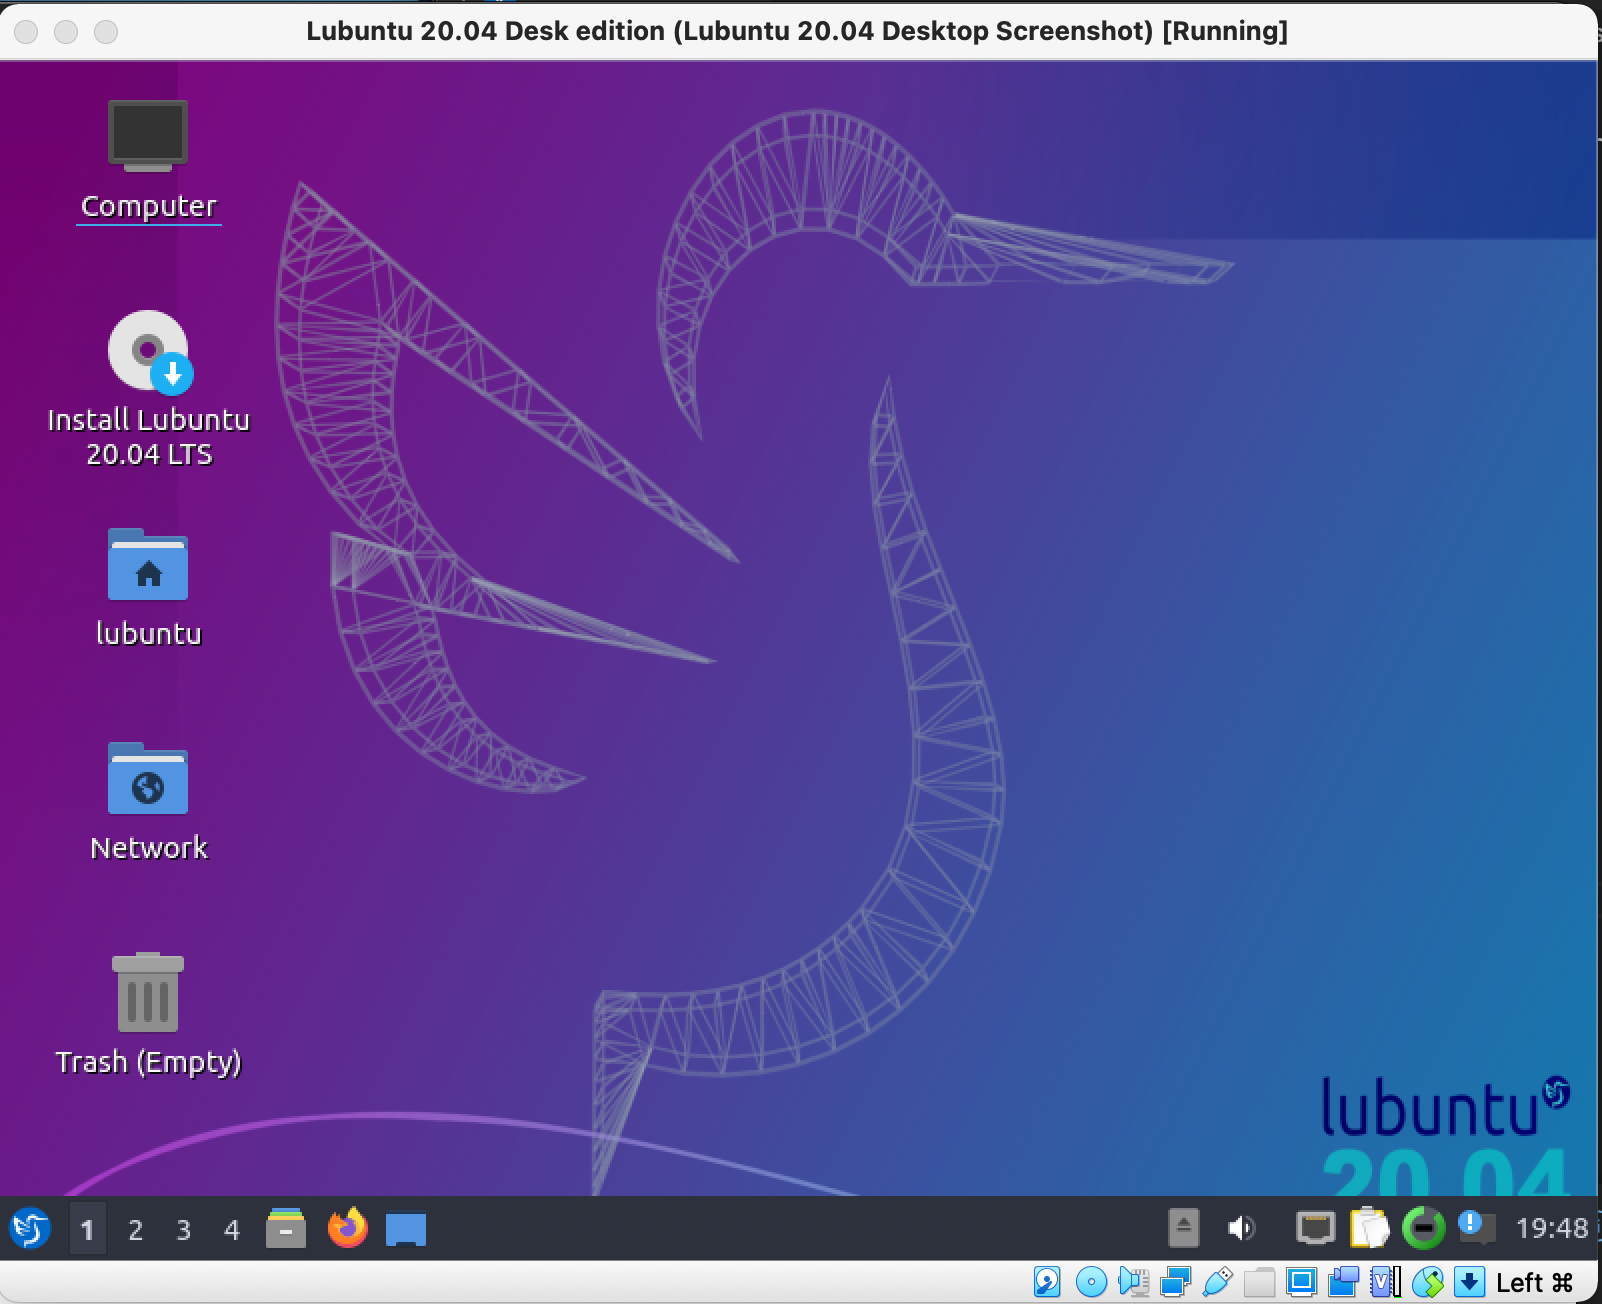 Lubuntu 20.04 Desk edition (Lubuntu 20.04 Desktop Screenshot) [Running]
Computer
Install Lubuntu
20.04 LTS
lubuntu
Network
Trash (Empty)
lubuntu
20.04
1 2 3 4
19:48
Left ⌘